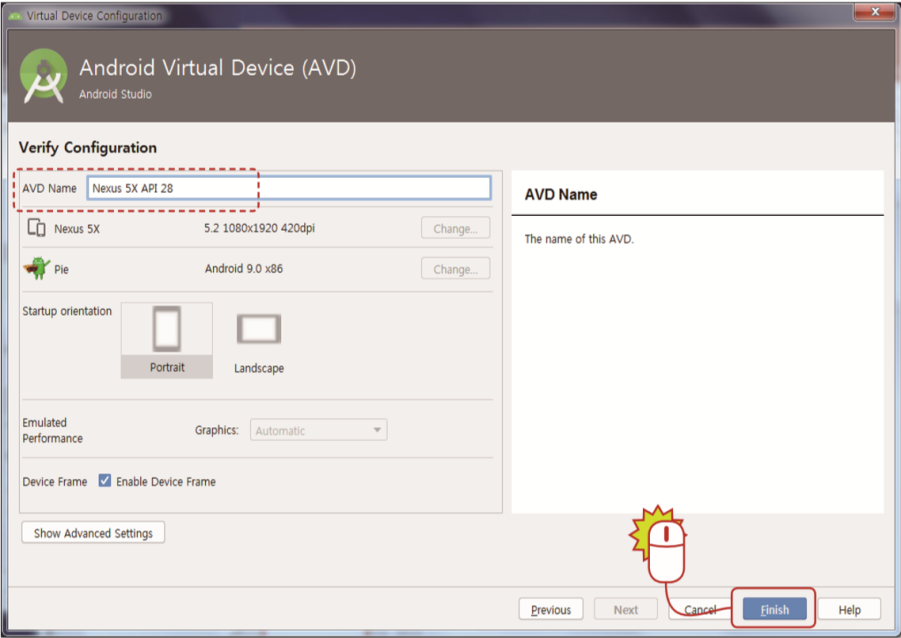 Virtual Device Configuration
Android Virtual Device (AVD)
Android Studio
Verify Configuration
AVD Name Nexus 5X API 28
Nexus 5X 5.2 1080x1920 420dpi Change...
Pie Android 9.0 x86 Change...
Startup orientation
Portrait Landscape
Emulated
Performance
Graphics: Automatic
Device Frame Enable Device Frame
Show Advanced Settings
AVD Name
The name of this AVD.
Previous Next Cancel Finish Help